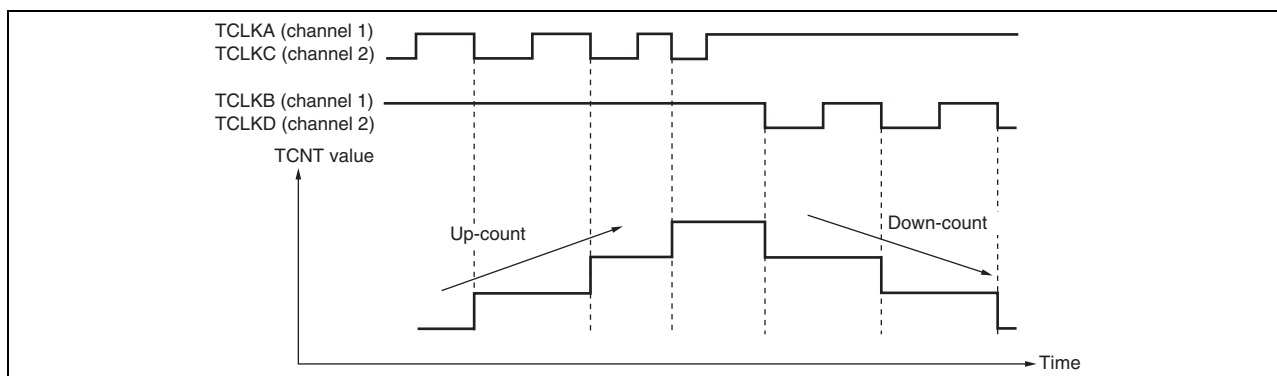 TCLKA (channel 1)
TCLKC (channel 2)
TCLKB (channel 1)
TCLKD (channel 2)
TCNT value
Up-count
Down-count
Time